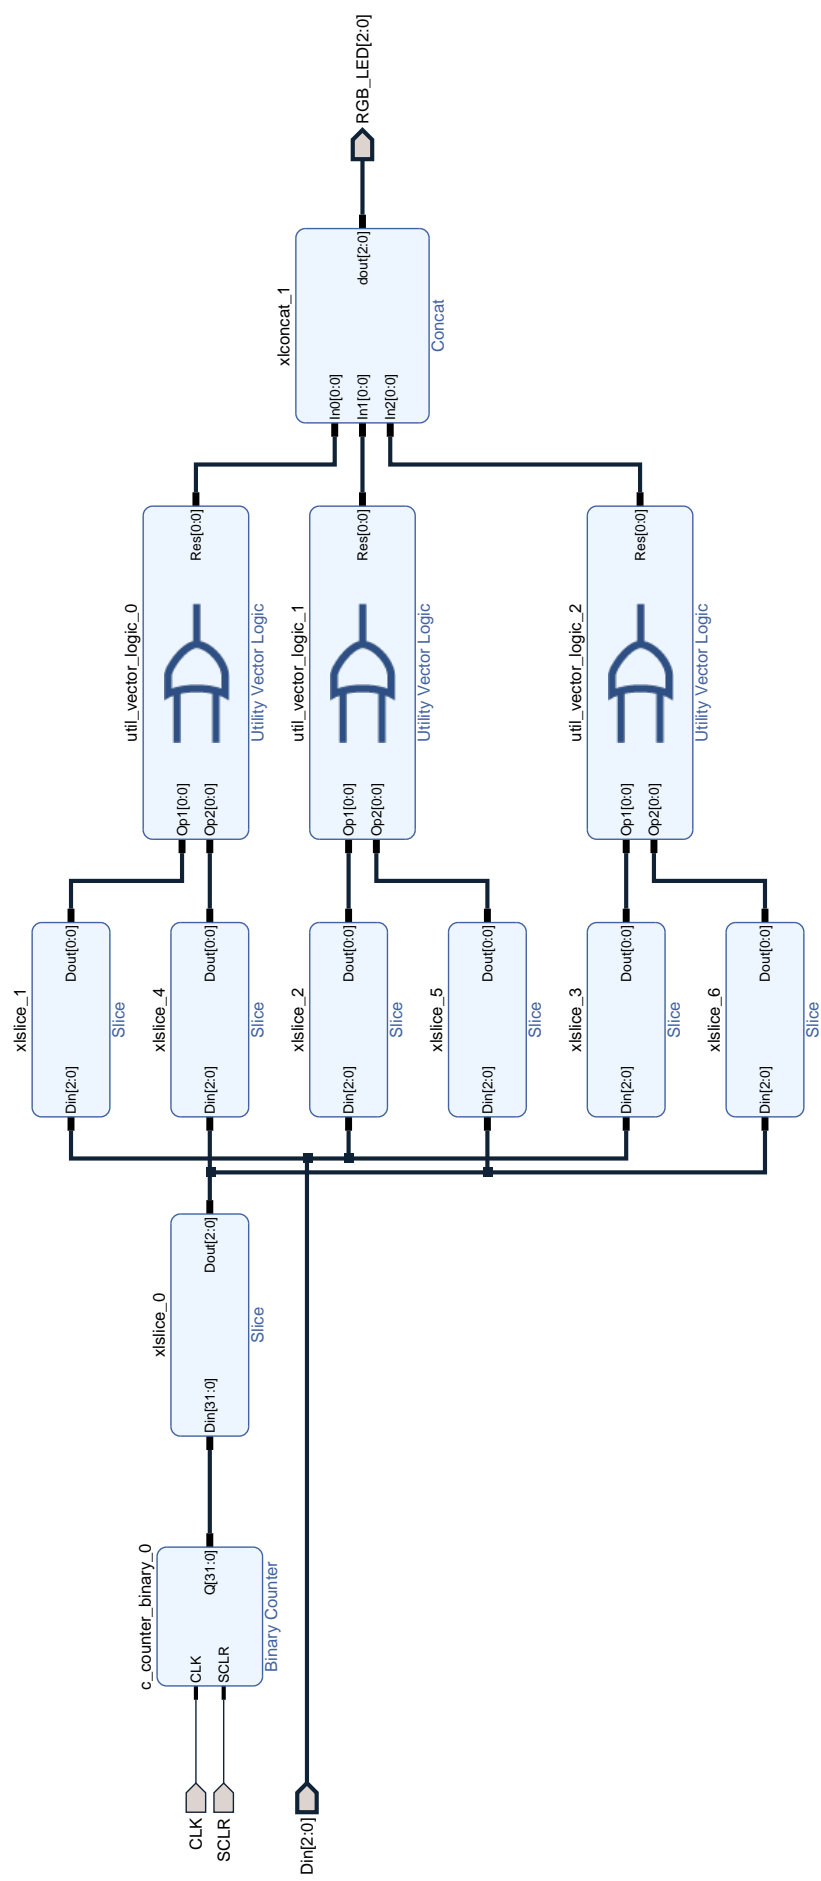 CLK
SCLR
Din[2:0]
c_counter_binary_0
CLK
SCLR
Q[31:0]
Binary Counter
xlslice_0
Din[31:0]
Dout[2:0]
Slice
xlslice_1
Din[2:0]
Dout[0:0]
Slice
xlslice_4
Din[2:0]
Dout[0:0]
Slice
xlslice_2
Din[2:0]
Dout[0:0]
Slice
xlslice_5
Din[2:0]
Dout[0:0]
Slice
xlslice_3
Din[2:0]
Dout[0:0]
Slice
xlslice_6
Din[2:0]
Dout[0:0]
Slice
util_vector_logic_0
Op1[0:0]
Op2[0:0]
Res[0:0]
Utility Vector Logic
util_vector_logic_1
Op1[0:0]
Op2[0:0]
Res[0:0]
Utility Vector Logic
util_vector_logic_2
Op1[0:0]
Op2[0:0]
Res[0:0]
Utility Vector Logic
xlconcat_1
In0[0:0]
In1[0:0]
In2[0:0]
dout[2:0]
Concat
RGB_LED[2:0]